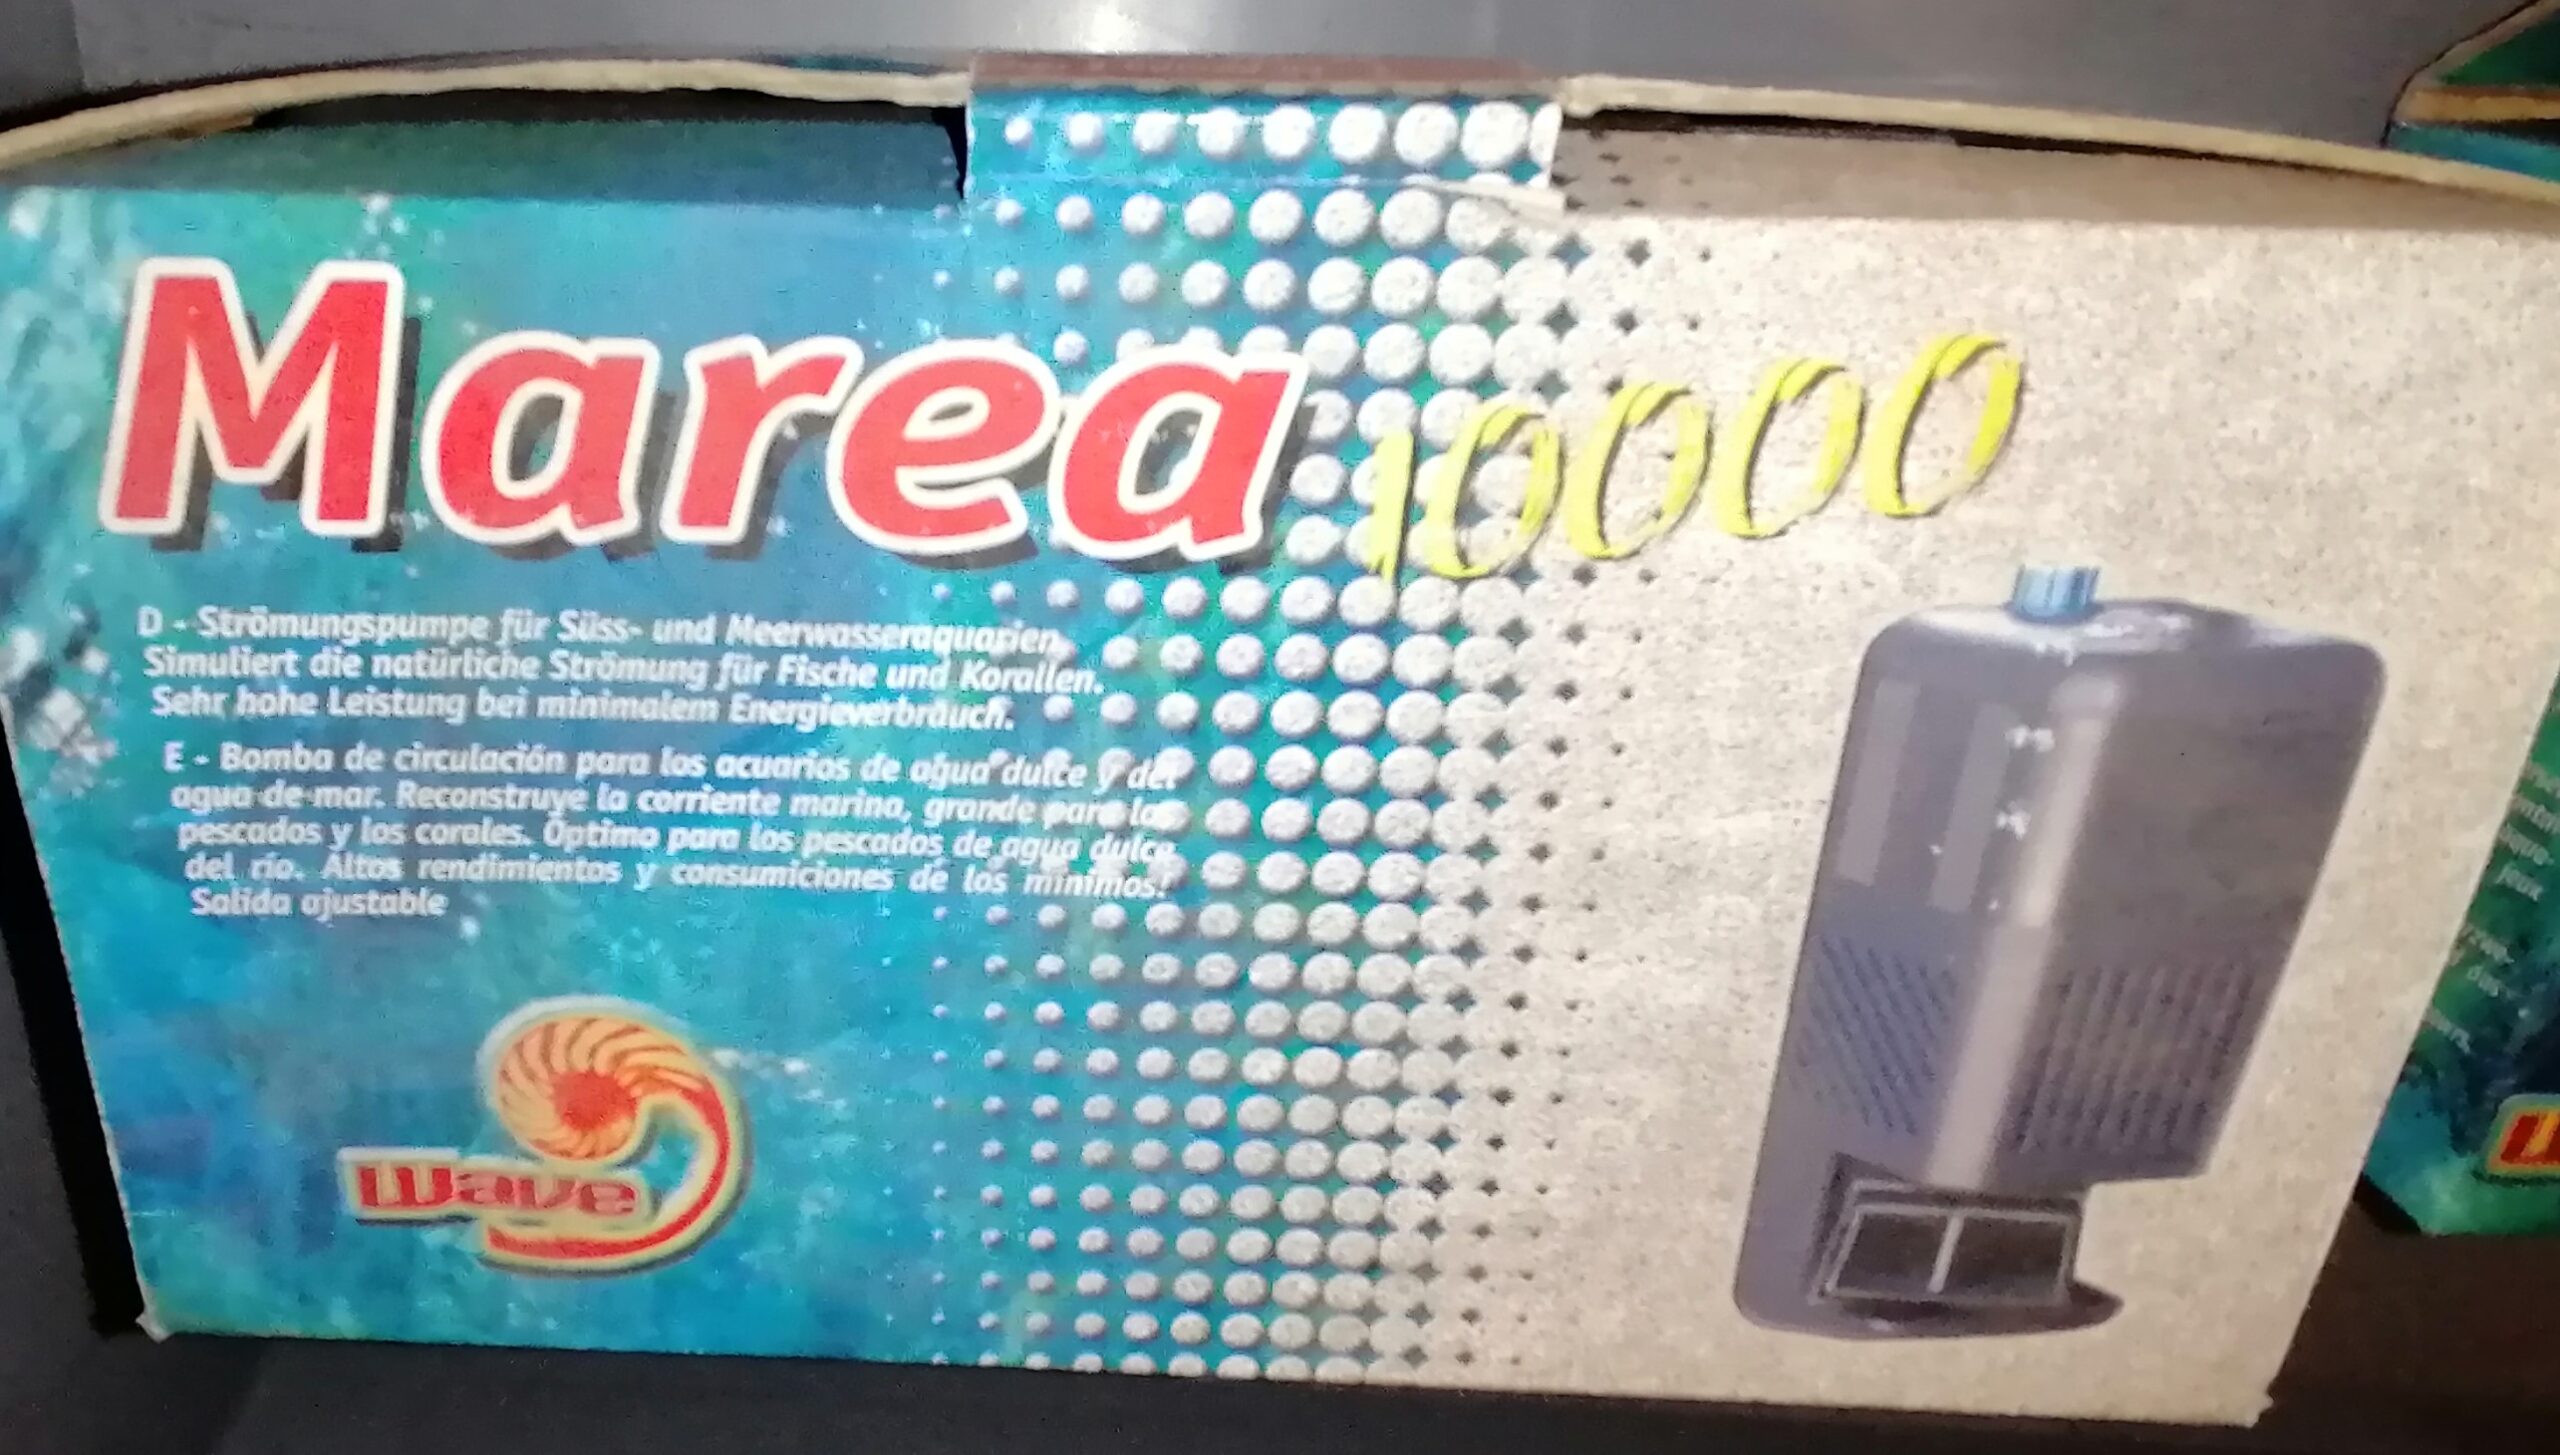 Marea 10000
D - Strömungspumpe für Süss- und Meerwasseraquarien.
Simuliert die natürliche Strömung für Fische und Korallen.
Sehr hohe Leistung bei minimalem Energieverbrauch.
E - Bomba de circulación para los acuarios de agua dulce y del
agua de mar. Reconstruye la corriente marina, grande para los
pescados y los corales. Óptimo para los pescados de agua dulce
del río. Altos rendimientos y consumiciones de los mínimos!
Salida ajustable
Wave